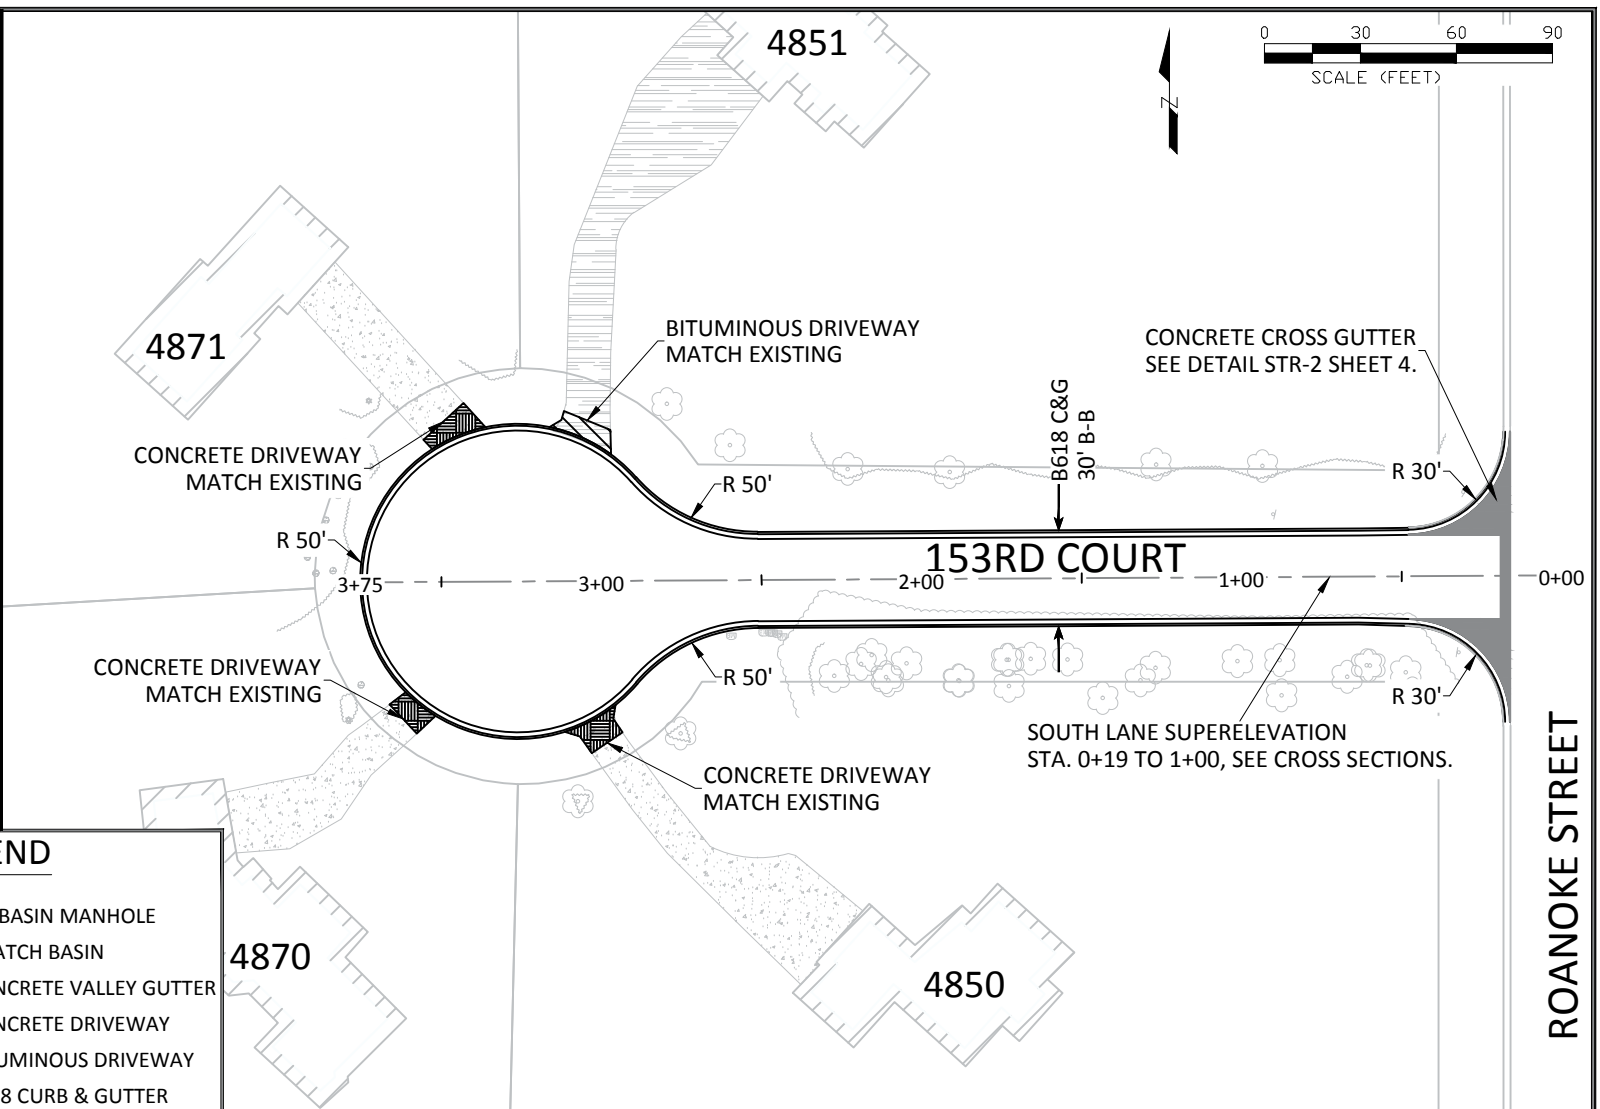 4851
0 30 60 90
SCALE (FEET)
N
4871
BITUMINOUS DRIVEWAY
MATCH EXISTING
CONCRETE CROSS GUTTER
SEE DETAIL STR-2 SHEET 4.
B618 C&G
30' B-B
CONCRETE DRIVEWAY
MATCH EXISTING
R 50'
R 30'
R 50'
153RD COURT
3+75
3+00
2+00
1+00
0+00
CONCRETE DRIVEWAY
MATCH EXISTING
R 50'
R 30'
SOUTH LANE SUPERELEVATION
STA. 0+19 TO 1+00, SEE CROSS SECTIONS.
CONCRETE DRIVEWAY
MATCH EXISTING
ROANOKE STREET
END
BASIN MANHOLE
ATCH BASIN
NCRETE VALLEY GUTTER
NCRETE DRIVEWAY
UMINOUS DRIVEWAY
8 CURB & GUTTER
4870
4850